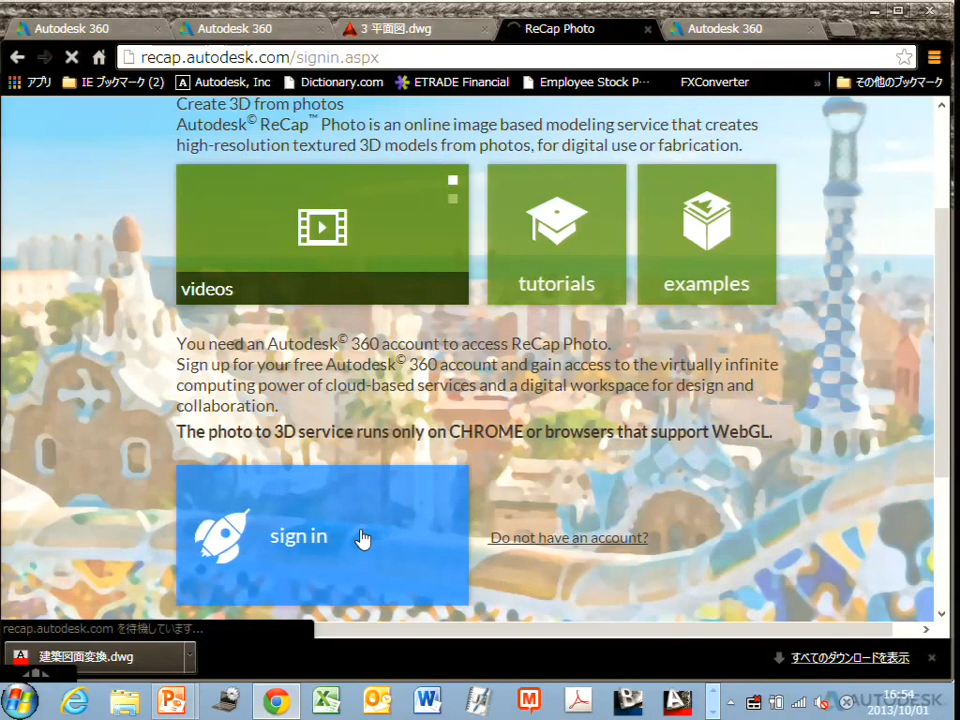 Autodesk 360
Autodesk 360
3 平面図.dwg
ReCap Photo
Autodesk 360
recap.autodesk.com/signin.aspx
アプリ
IE ブックマーク (2)
Autodesk, Inc
Dictionary.com
ETRADE Financial
Employee Stock P···
FXConverter
»
その他のブックマーク
Create 3D from photos
Autodesk© ReCap™ Photo is an online image based modeling service that creates
high-resolution textured 3D models from photos, for digital use or fabrication.
videos
tutorials
examples
You need an Autodesk© 360 account to access ReCap Photo.
Sign up for your free Autodesk© 360 account and gain access to the virtually infinite
computing power of cloud-based services and a digital workspace for design and
collaboration.
The photo to 3D service runs only on CHROME or browsers that support WebGL.
sign in
Do not have an account?
recap.autodesk.com を待機しています...
建築図面変換.dwg
すべてのダウンロードを表示
16:54
2013/10/01
AUTODESK